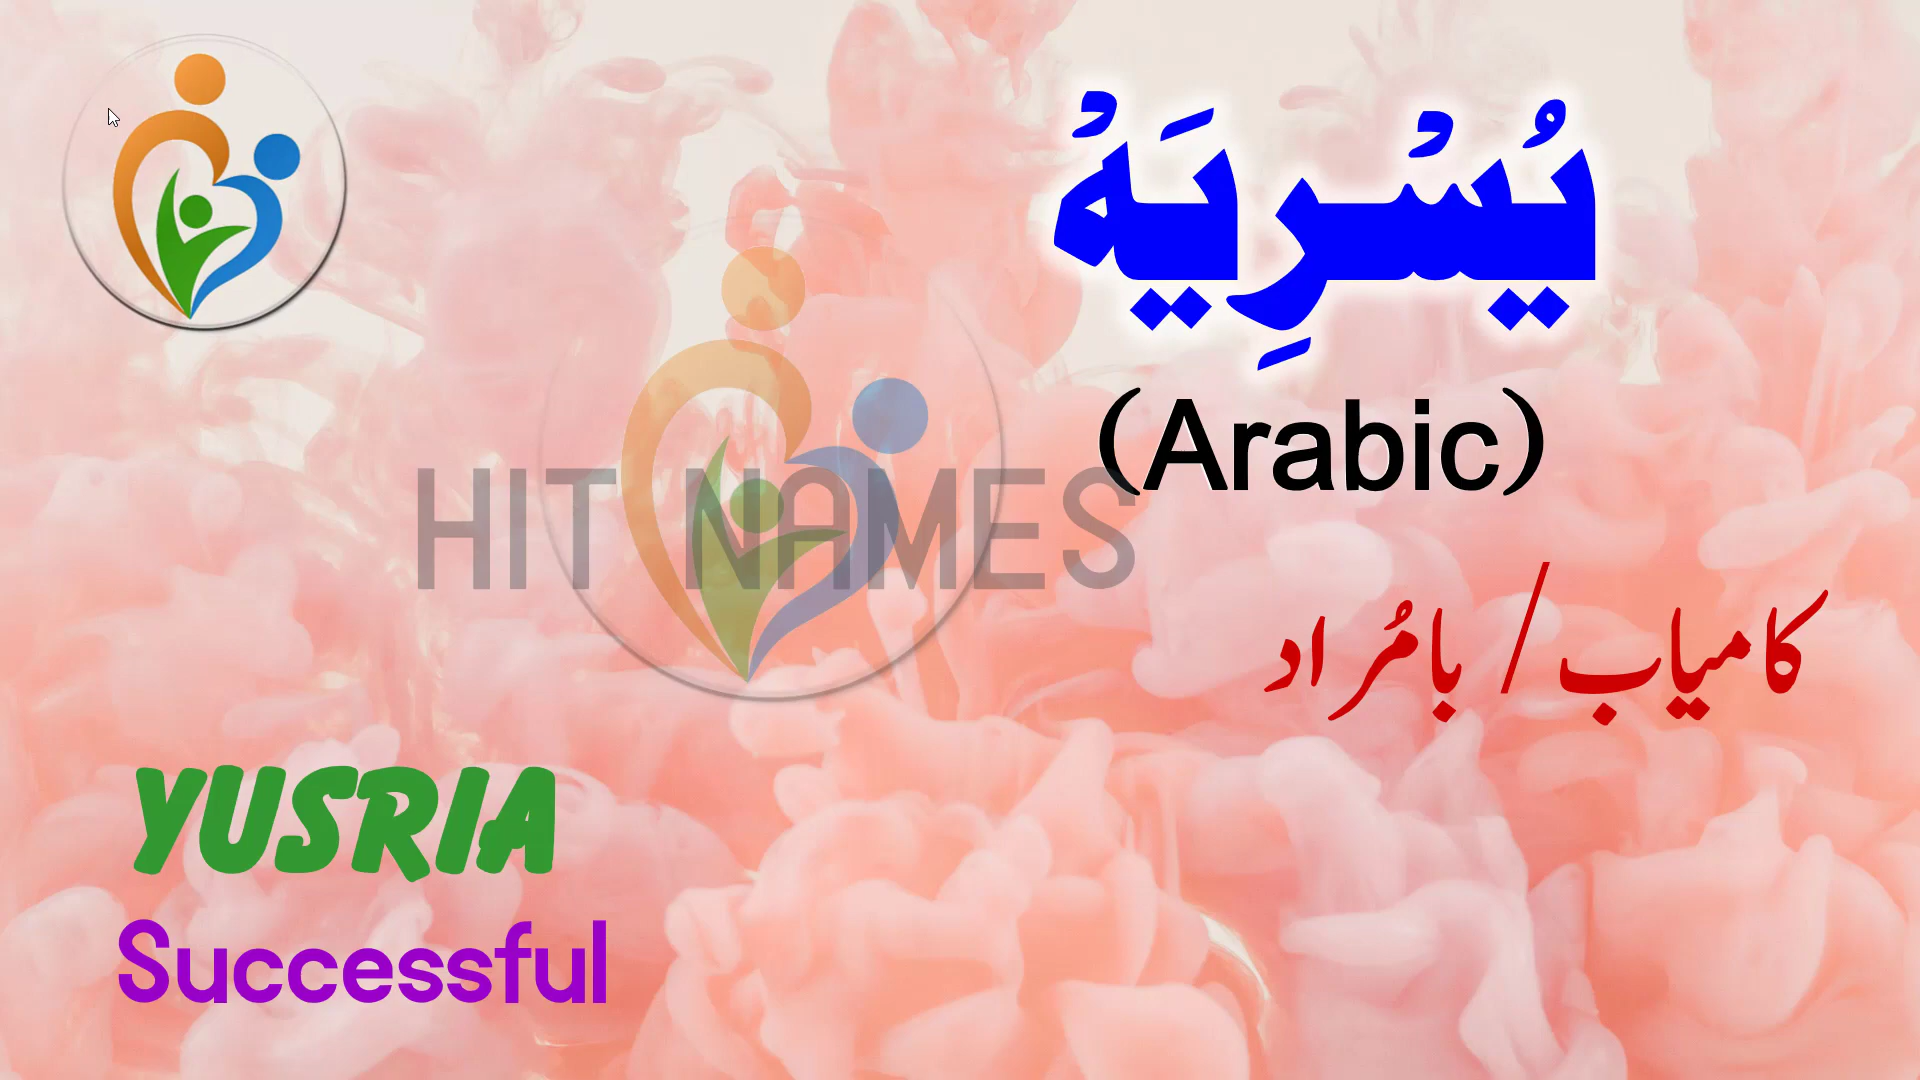 يُسْرِيَهْ
(Arabic)
HIT NAMES
کامیاب / بامُراد
YUSRIA
Successful